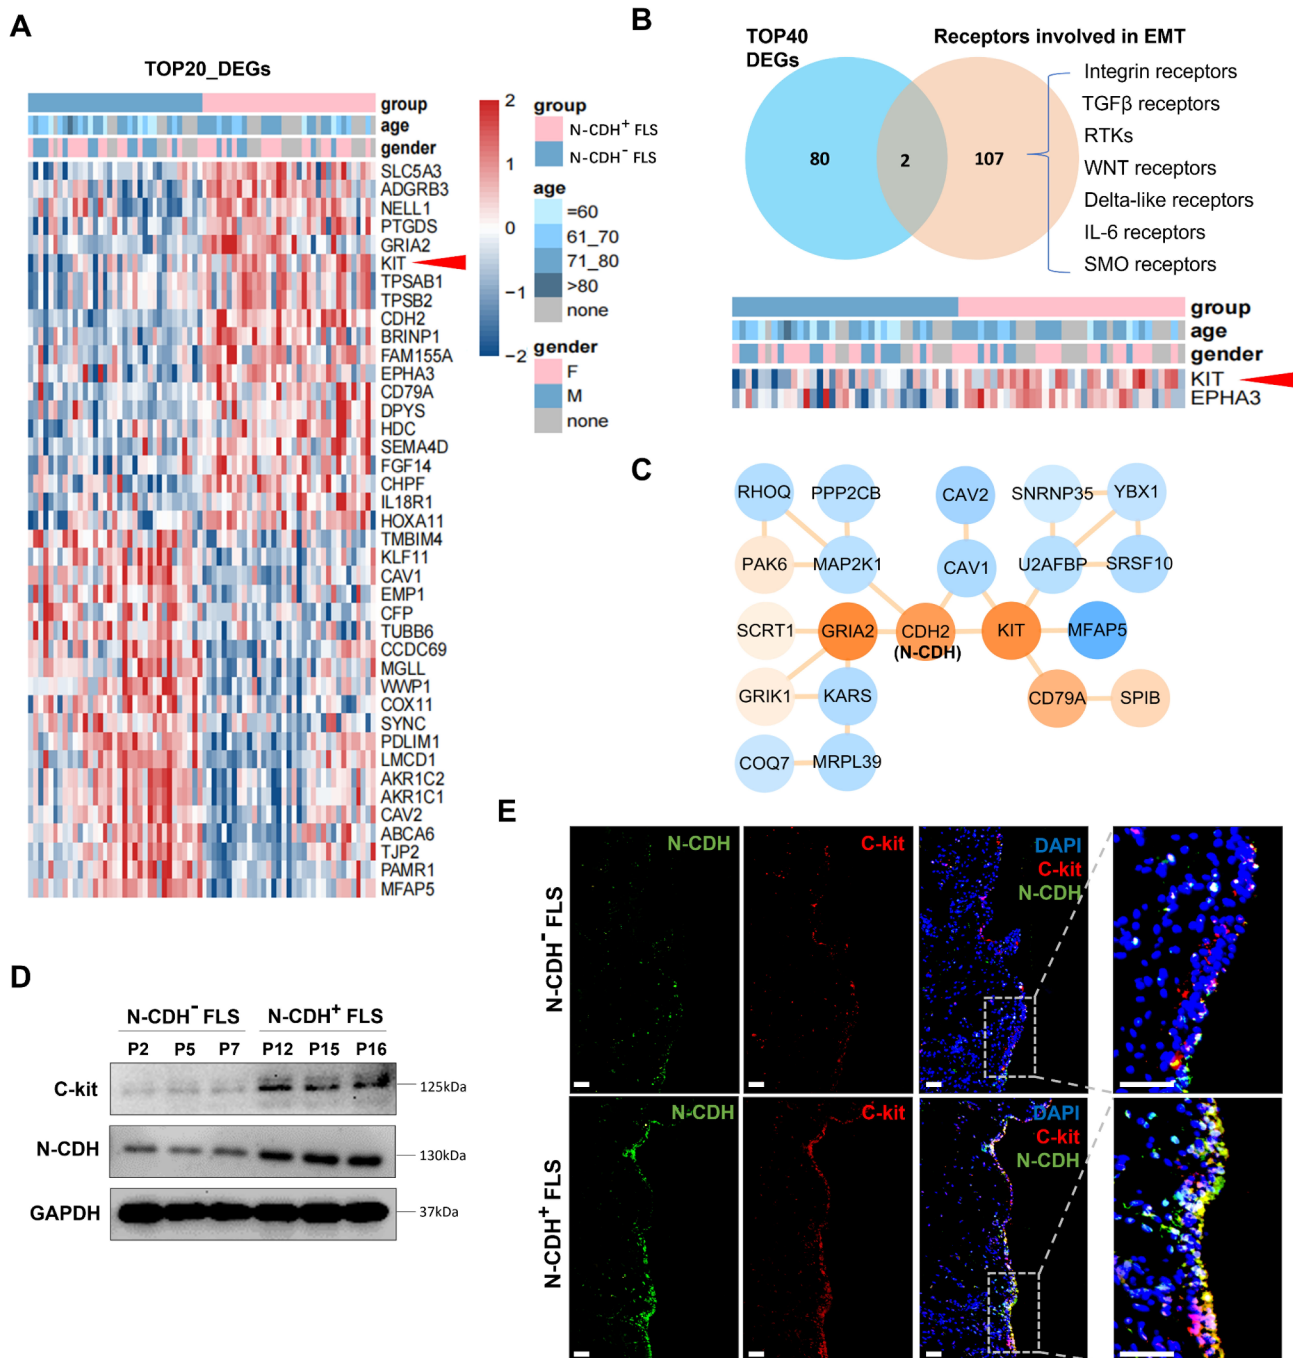 A
TOP20_DEGs
group
age
gender
SLC5A3
ADGRB3
NELL1
PTGDS
GRIA2
KIT
TPSAB1
TPSB2
CDH2
BRINP1
FAM155A
EPHA3
CD79A
DPYS
HDC
SEMA4D
FGF14
CHPF
IL18R1
HOXA11
TMBIM4
KLF11
CAV1
EMP1
CFP
TUBB6
CCDC69
MGLL
WWP1
COX11
SYNC
PDLIM1
LMCD1
AKR1C2
AKR1C1
CAV2
ABCA6
TJP2
PAMR1
MFAP5
2
1
0
−1
−2
group
N-CDH⁺ FLS
N-CDH⁻ FLS
age
=60
61_70
71_80
>80
none
gender
F
M
none
B
TOP40
DEGs
Receptors involved in EMT
80
2
107
Integrin receptors
TGFβ receptors
RTKs
WNT receptors
Delta-like receptors
IL-6 receptors
SMO receptors
group
age
gender
KIT
EPHA3
C
RHOQ PPP2CB CAV2 SNRNP35 YBX1
PAK6 MAP2K1 CAV1 U2AFBP SRSF10
SCRT1 GRIA2 CDH2 KIT MFAP5
(N-CDH)
GRIK1 KARS CD79A SPIB
COQ7 MRPL39
D
N-CDH⁻ FLS N-CDH⁺ FLS
P2 P5 P7 P12 P15 P16
C-kit 125kDa
N-CDH 130kDa
GAPDH 37kDa
E
N-CDH⁻ FLS
N-CDH
C-kit
DAPI
C-kit
N-CDH
N-CDH⁺ FLS
N-CDH
C-kit
DAPI
C-kit
N-CDH